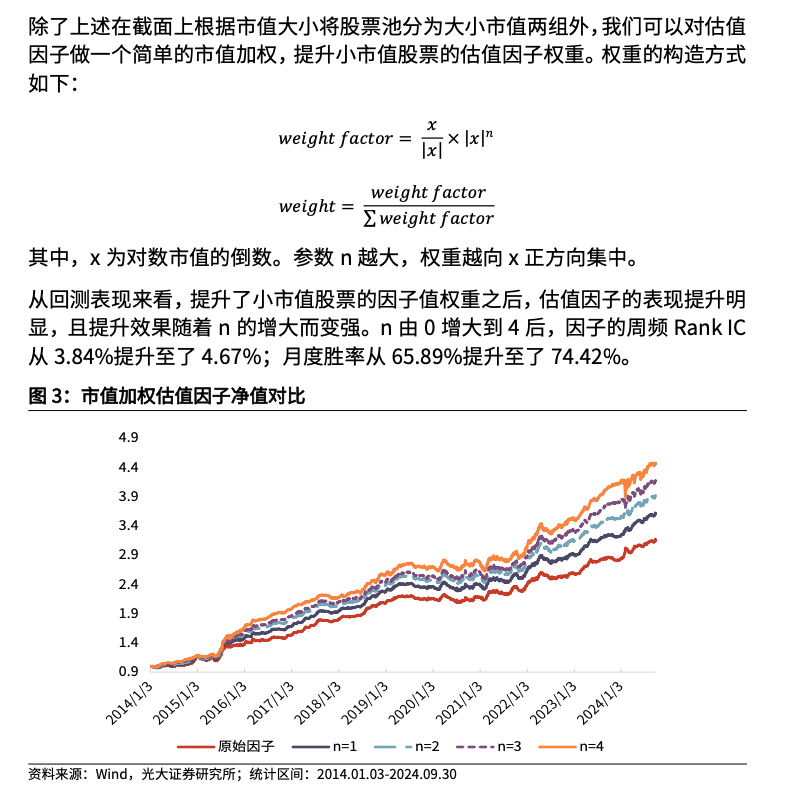 除了上述在截面上根据市值大小将股票池分为大小市值两组外，我们可以对估值
因子做一个简单的市值加权，提升小市值股票的估值因子权重。权重的构造方式
如下：
weight factor = x/|x| × |x|ⁿ
weight = weight factor/∑weight factor
其中，x 为对数市值的倒数。参数 n 越大，权重越向 x 正方向集中。
从回测表现来看，提升了小市值股票的因子值权重之后，估值因子的表现提升明
显，且提升效果随着 n 的增大而变强。n 由 0 增大到 4 后，因子的周频 Rank IC
从 3.84%提升至了 4.67%；月度胜率从 65.89%提升至了 74.42%。
图 3：市值加权估值因子净值对比
4.9
4.4
3.9
3.4
2.9
2.4
1.9
1.4
0.9
2014/1/3
2015/1/3
2016/1/3
2017/1/3
2018/1/3
2019/1/3
2020/1/3
2021/1/3
2022/1/3
2023/1/3
2024/1/3
原始因子 n=1 n=2 n=3 n=4
资料来源：Wind，光大证券研究所；统计区间：2014.01.03-2024.09.30